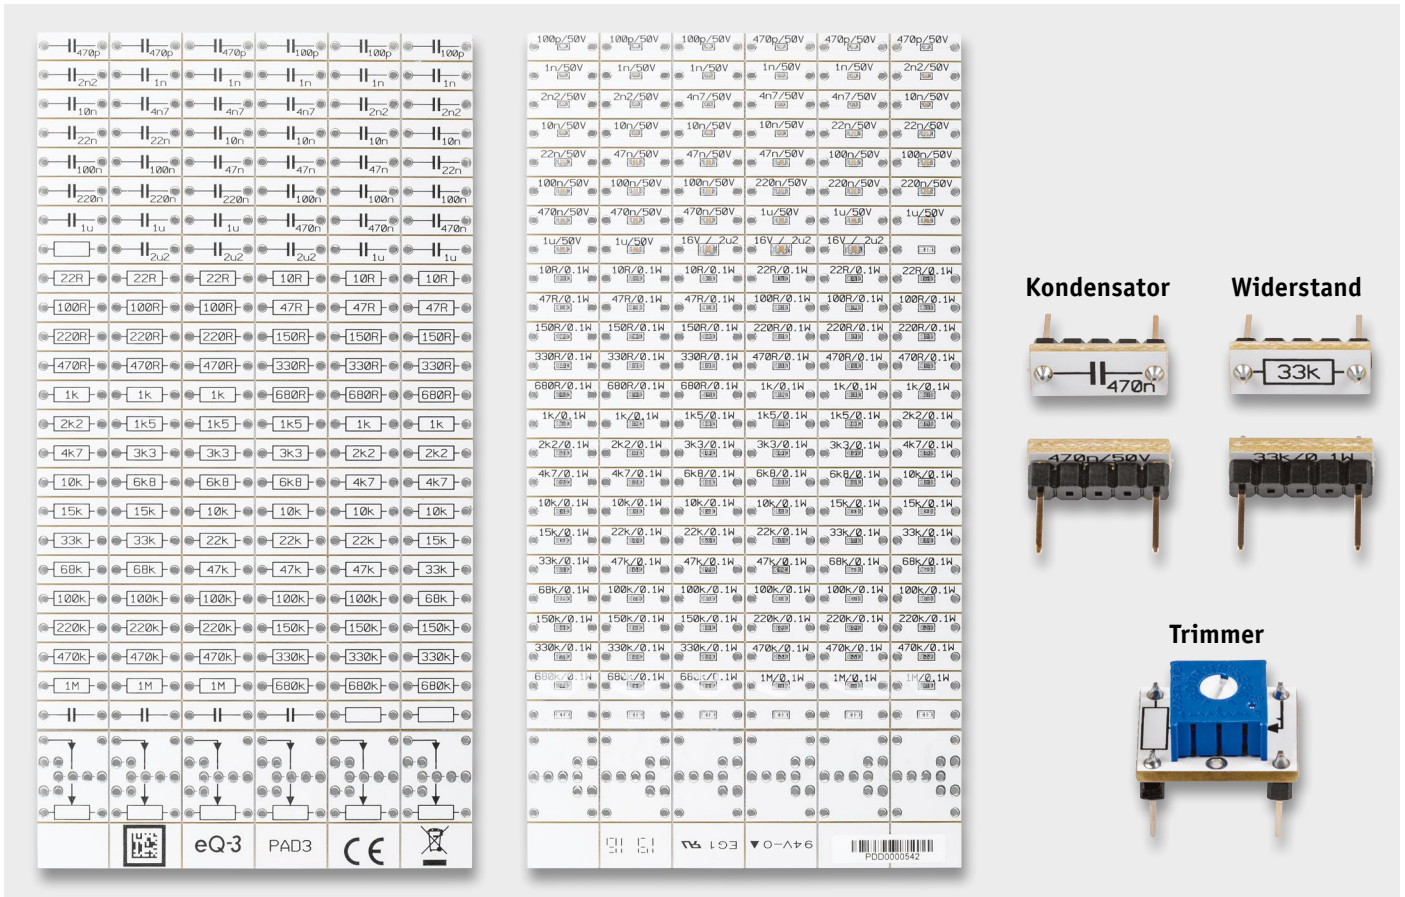 470p 470p 470p 100p 100p 100p
2n2 1n 1n 1n 1n 1n
10n 4n7 4n7 4n7 2n2 2n2
22n 22n 10n 10n 10n 10n
100n 100n 47n 47n 47n 22n
220n 220n 220n 100n 100n 100n
1u 1u 1u 470n 470n 470n
2u2 2u2 2u2 1u 1u
22R 22R 22R 10R 10R 10R
100R 100R 100R 47R 47R 47R
220R 220R 220R 150R 150R 150R
470R 470R 470R 330R 330R 330R
1k 1k 1k 680R 680R 680R
2k2 1k5 1k5 1k5 1k 1k
4k7 3k3 3k3 3k3 2k2 2k2
10k 6k8 6k8 6k8 4k7 4k7
15k 15k 10k 10k 10k 10k
33k 33k 22k 22k 22k 15k
68k 68k 47k 47k 47k 33k
100k 100k 100k 100k 100k 68k
220k 220k 220k 150k 150k 150k
470k 470k 470k 330k 330k 330k
1M 1M 1M 680k 680k 680k
eQ-3 PAD3 CE
100p/50V 100p/50V 100p/50V 470p/50V 470p/50V 470p/50V
1n/50V 1n/50V 1n/50V 1n/50V 1n/50V 2n2/50V
2n2/50V 2n2/50V 4n7/50V 4n7/50V 4n7/50V 10n/50V
10n/50V 10n/50V 10n/50V 10n/50V 22n/50V 22n/50V
22n/50V 47n/50V 47n/50V 47n/50V 100n/50V 100n/50V
100n/50V 100n/50V 100n/50V 220n/50V 220n/50V 220n/50V
470n/50V 470n/50V 470n/50V 1u/50V 1u/50V 1u/50V
1u/50V 1u/50V 16V / 2u2 16V / 2u2 16V / 2u2
10R/0.1W 10R/0.1W 10R/0.1W 22R/0.1W 22R/0.1W 22R/0.1W
47R/0.1W 47R/0.1W 47R/0.1W 100R/0.1W 100R/0.1W 100R/0.1W
150R/0.1W 150R/0.1W 150R/0.1W 220R/0.1W 220R/0.1W 220R/0.1W
330R/0.1W 330R/0.1W 330R/0.1W 470R/0.1W 470R/0.1W 470R/0.1W
680R/0.1W 680R/0.1W 680R/0.1W 1k/0.1W 1k/0.1W 1k/0.1W
1k/0.1W 1k/0.1W 1k5/0.1W 1k5/0.1W 1k5/0.1W 2k2/0.1W
2k2/0.1W 2k2/0.1W 3k3/0.1W 3k3/0.1W 3k3/0.1W 4k7/0.1W
4k7/0.1W 4k7/0.1W 6k8/0.1W 6k8/0.1W 6k8/0.1W 10k/0.1W
10k/0.1W 10k/0.1W 10k/0.1W 10k/0.1W 15k/0.1W 15k/0.1W
15k/0.1W 22k/0.1W 22k/0.1W 22k/0.1W 33k/0.1W 33k/0.1W
33k/0.1W 47k/0.1W 47k/0.1W 47k/0.1W 68k/0.1W 68k/0.1W
68k/0.1W 100k/0.1W 100k/0.1W 100k/0.1W 100k/0.1W 100k/0.1W
150k/0.1W 150k/0.1W 150k/0.1W 220k/0.1W 220k/0.1W 220k/0.1W
330k/0.1W 330k/0.1W 330k/0.1W 470k/0.1W 470k/0.1W 470k/0.1W
680k/0.1W 1M/0.1W 1M/0.1W 1M/0.1W
EG1 94V-0
PDD0000542
Kondensator Widerstand
470n 33k
470n/50V 33k/0.1W
Trimmer